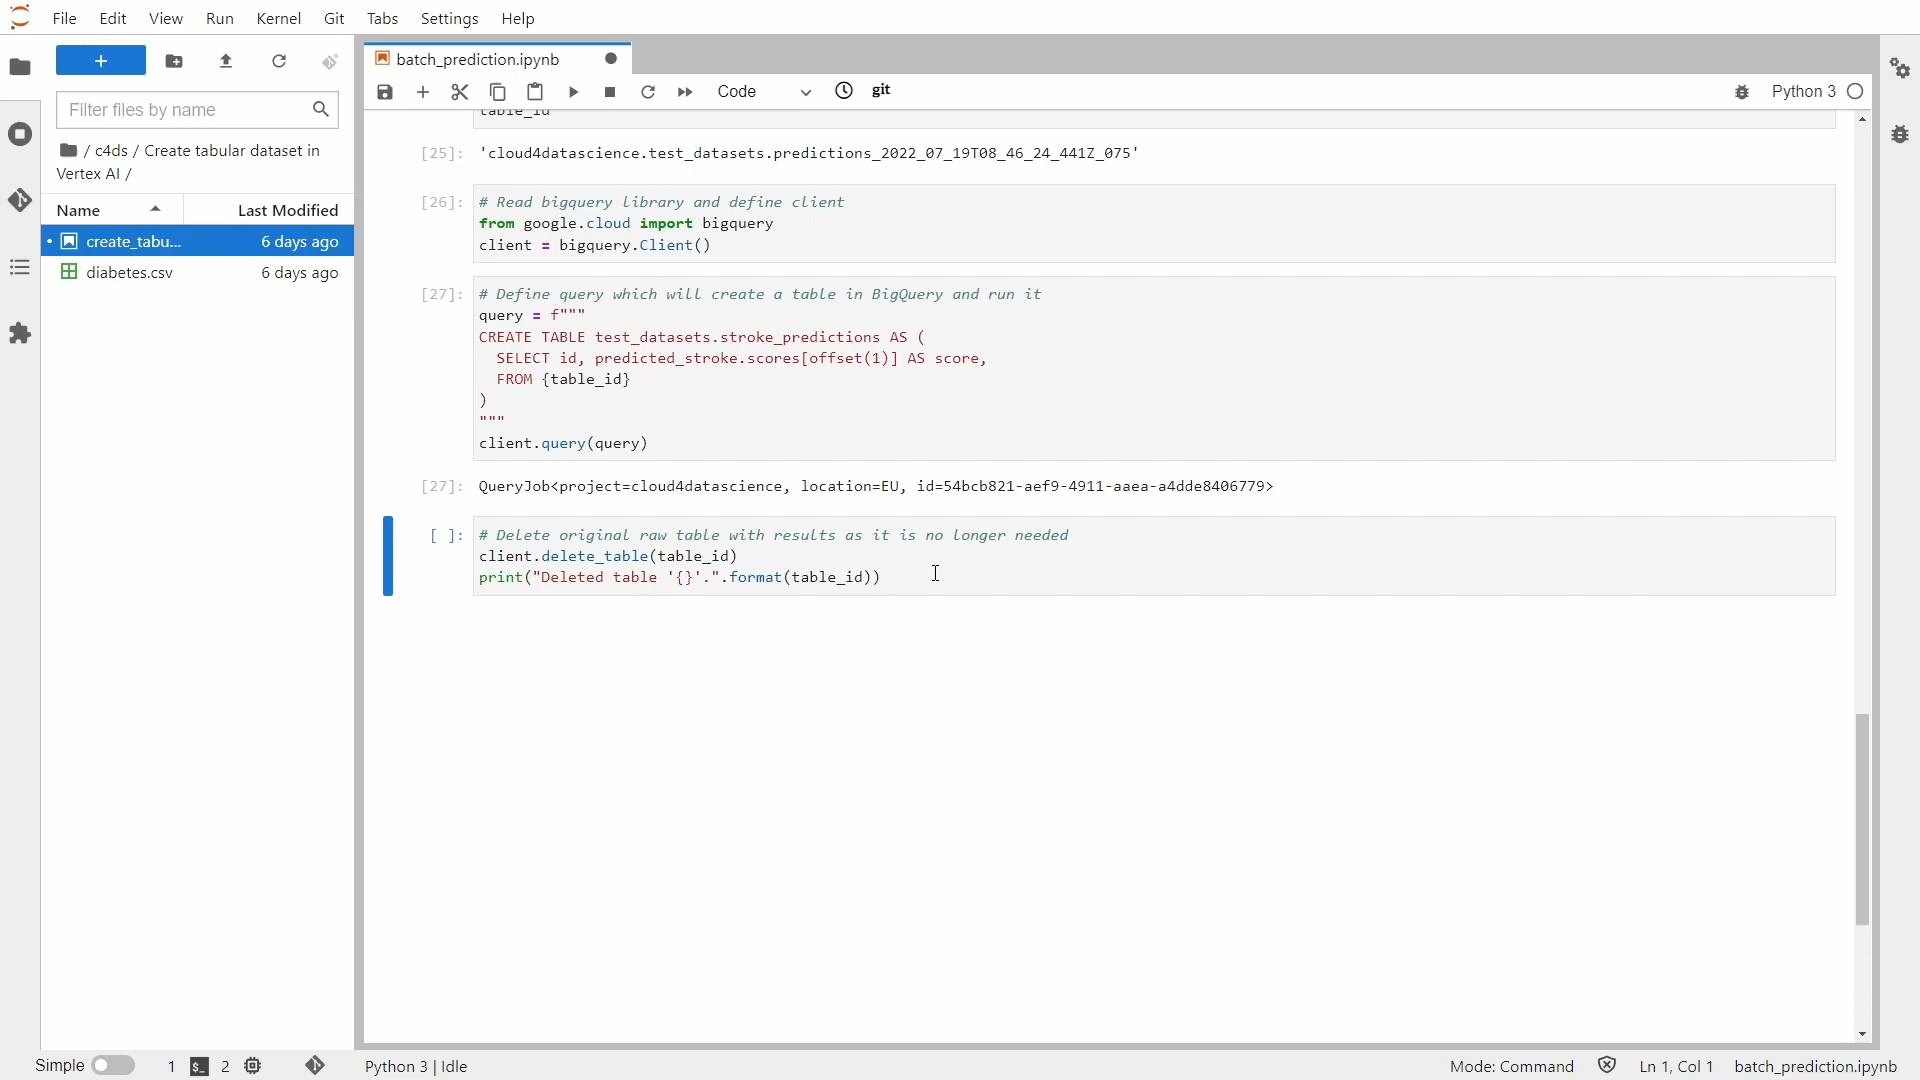 File Edit View Run Kernel Git Tabs Settings Help
batch_prediction.ipynb
Filter files by name
Code
git
Python 3
table_id
/ c4ds / Create tabular dataset in
Vertex AI /
Name Last Modified
create_tabu... 6 days ago
diabetes.csv 6 days ago
[25]: 'cloud4datascience.test_datasets.predictions_2022_07_19T08_46_24_441Z_075'
[26]: # Read bigquery library and define client
from google.cloud import bigquery
client = bigquery.Client()
[27]: # Define query which will create a table in BigQuery and run it
query = f"""
CREATE TABLE test_datasets.stroke_predictions AS (
SELECT id, predicted_stroke.scores[offset(1)] AS score,
FROM {table_id}
)
"""
client.query(query)
[27]: QueryJob<project=cloud4datascience, location=EU, id=54bcb821-aef9-4911-aaea-a4dde8406779>
[ ]: # Delete original raw table with results as it is no longer needed
client.delete_table(table_id)
print("Deleted table '{}'.".format(table_id))
Simple 1 $_ 2 Python 3 | Idle Mode: Command Ln 1, Col 1 batch_prediction.ipynb